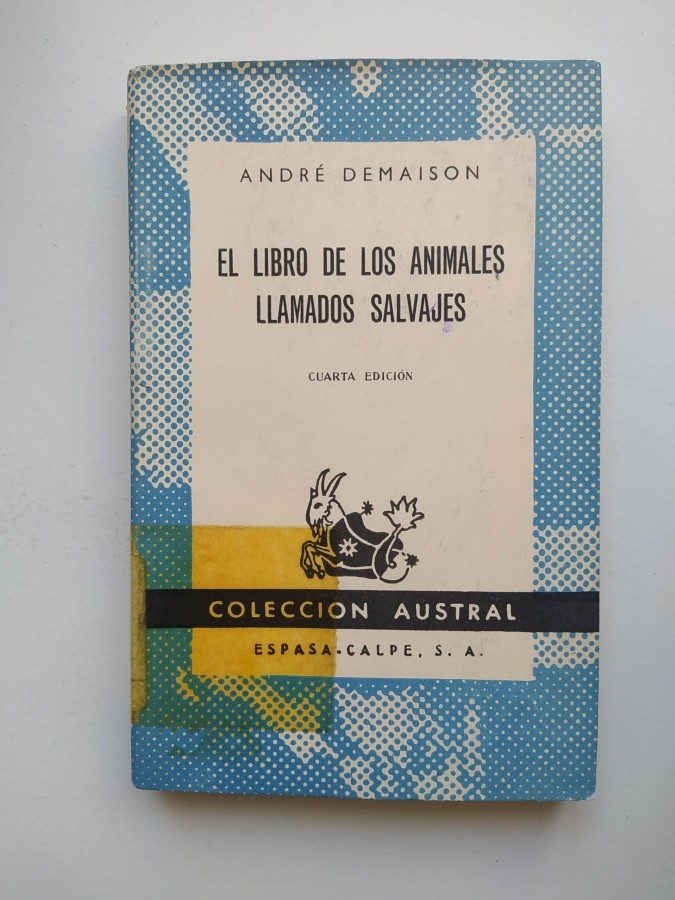 ANDRÉ DEMAISON
EL LIBRO DE LOS ANIMALES
LLAMADOS SALVAJES
CUARTA EDICIÓN
COLECCION AUSTRAL
ESPASA-CALPE, S. A.